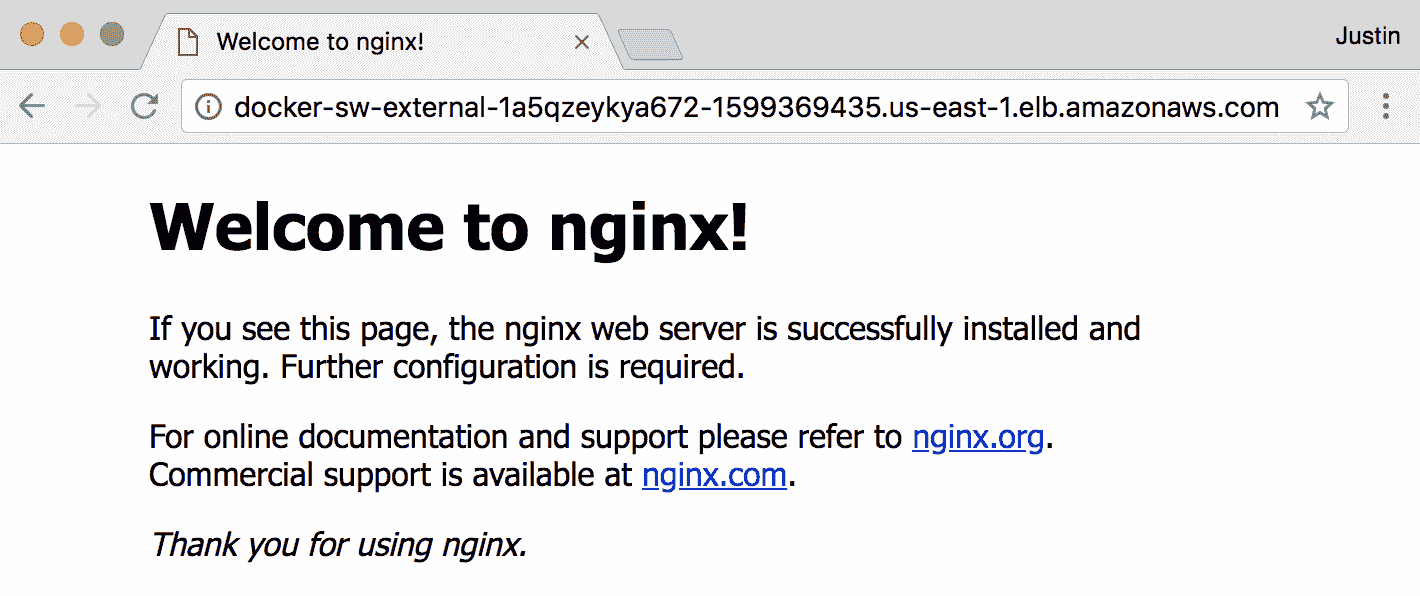 Welcome to nginx!
Justin
docker-sw-external-1a5qzeykya672-1599369435.us-east-1.elb.amazonaws.com
Welcome to nginx!
If you see this page, the nginx web server is successfully installed and
working. Further configuration is required.
For online documentation and support please refer to nginx.org.
Commercial support is available at nginx.com.
Thank you for using nginx.